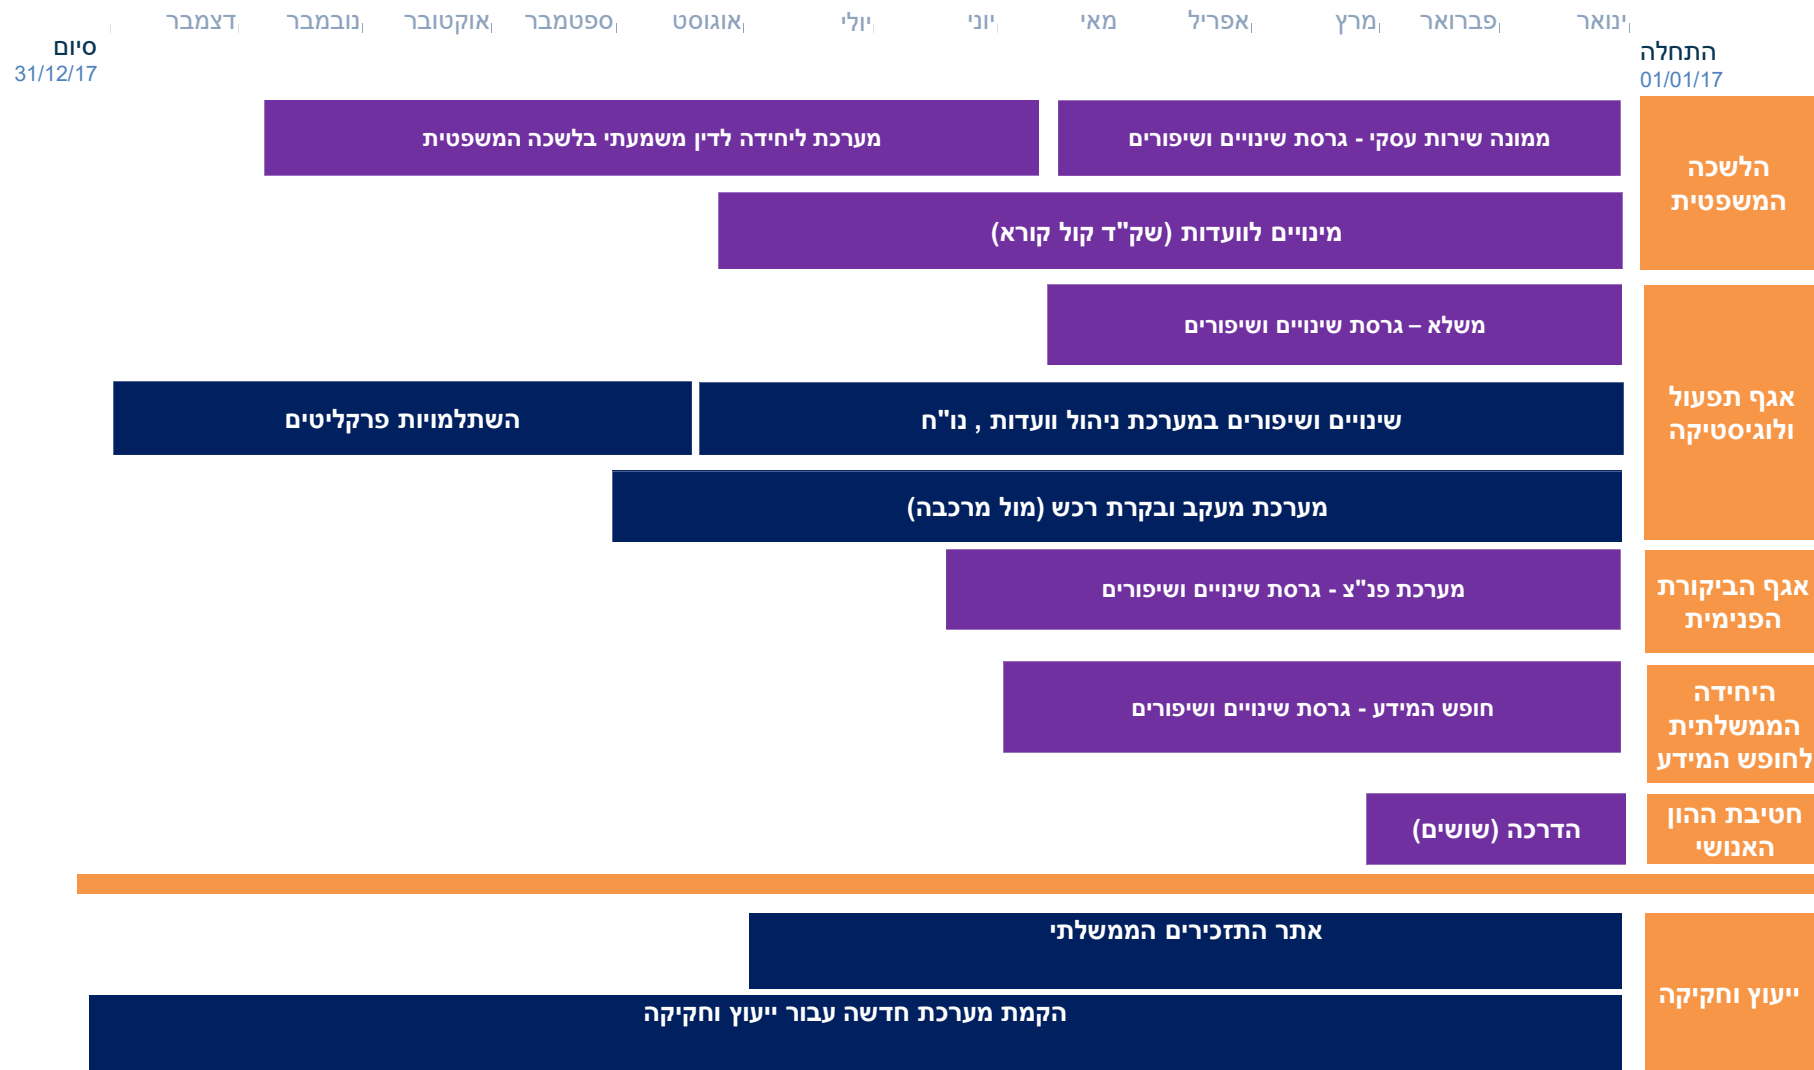 ינואר פברואר מרץ אפריל מאי יוני יולי אוגוסט ספטמבר אוקטובר נובמבר דצמבר
התחלה
01/01/17
סיום
31/12/17
הלשכה
המשפטית
ממונה שירות עסקי - גרסת שינויים ושיפורים
מערכת ליחידה לדין משמעתי בלשכה המשפטית
מינויים לוועדות (שק"ד קול קורא)
אגף תפעול
ולוגיסטיקה
משלא – גרסת שינויים ושיפורים
שינויים ושיפורים במערכת ניהול וועדות , נו"ח
השתלמויות פרקליטים
מערכת מעקב ובקרת רכש (מול מרכבה)
אגף הביקורת
הפנימית
מערכת פנ"צ - גרסת שינויים ושיפורים
היחידה
הממשלתית
לחופש המידע
חופש המידע - גרסת שינויים ושיפורים
חטיבת ההון
האנושי
הדרכה (שושים)
ייעוץ וחקיקה
אתר התזכירים הממשלתי
הקמת מערכת חדשה עבור ייעוץ וחקיקה